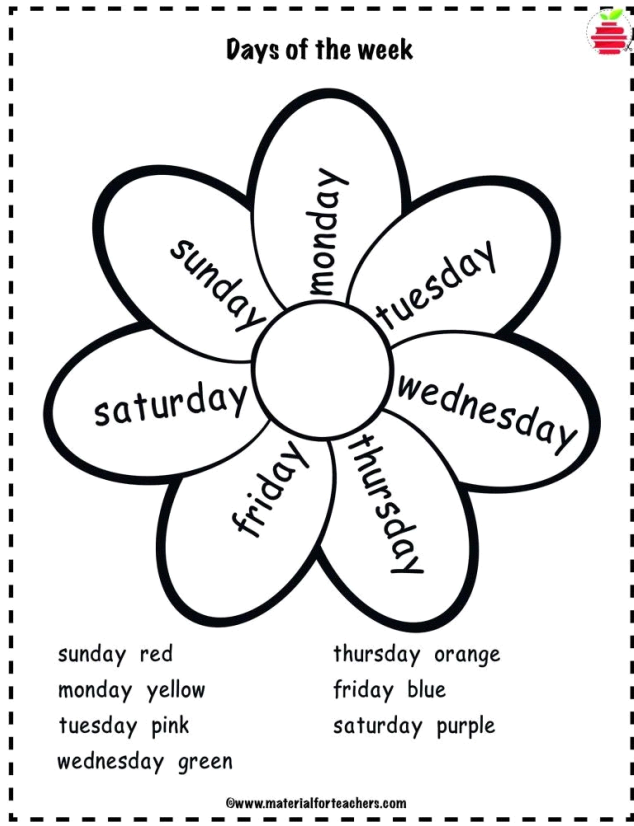 Days of the week
monday
tuesday
wednesday
thursday
friday
saturday
sunday
sunday red
monday yellow
tuesday pink
wednesday green
thursday orange
friday blue
saturday purple
©www.materialforteachers.com